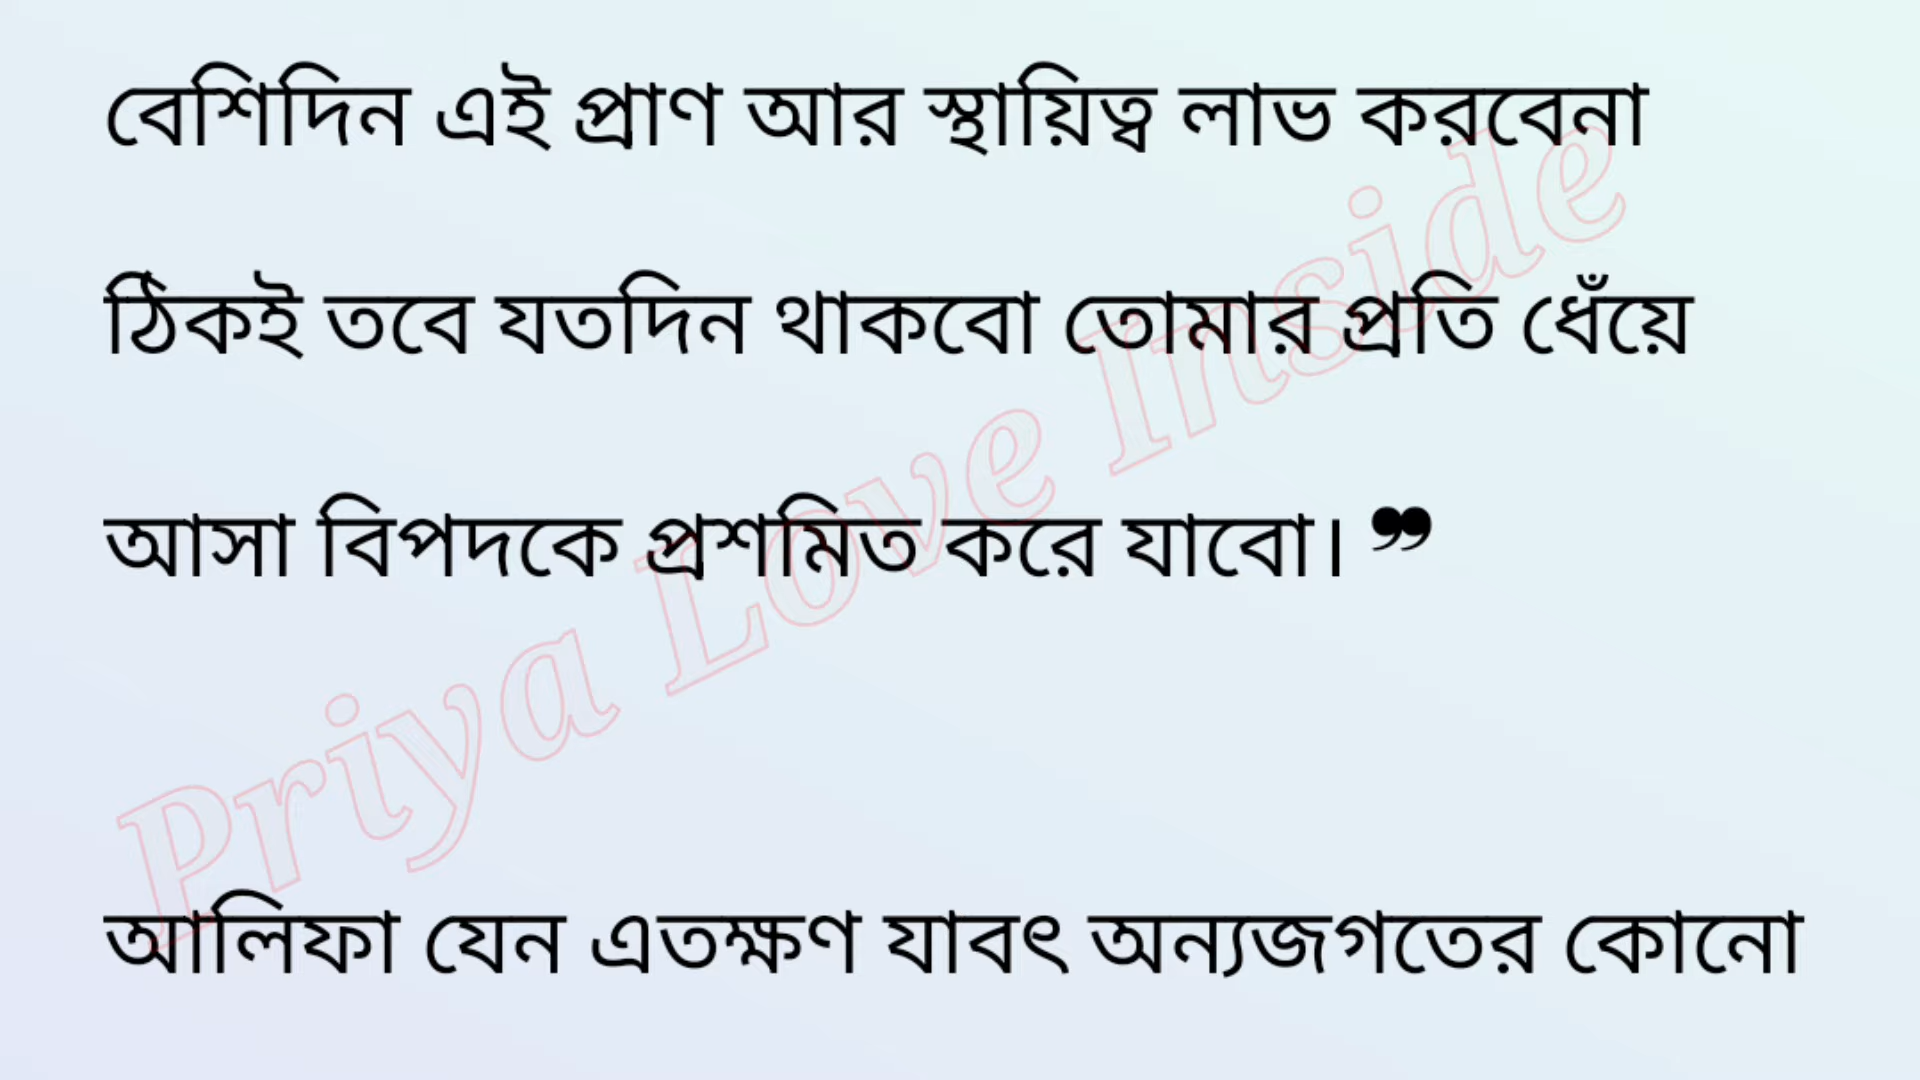 বেশিদিন এই প্রাণ আর স্থায়িত্ব লাভ করবেনা
ঠিকই তবে যতদিন থাকবো তোমার প্রতি ধেঁয়ে
আসা বিপদকে প্রশমিত করে যাবো। ❞
আলিফা যেন এতক্ষণ যাবৎ অন্যজগতের কোনো
Priya Love Inside